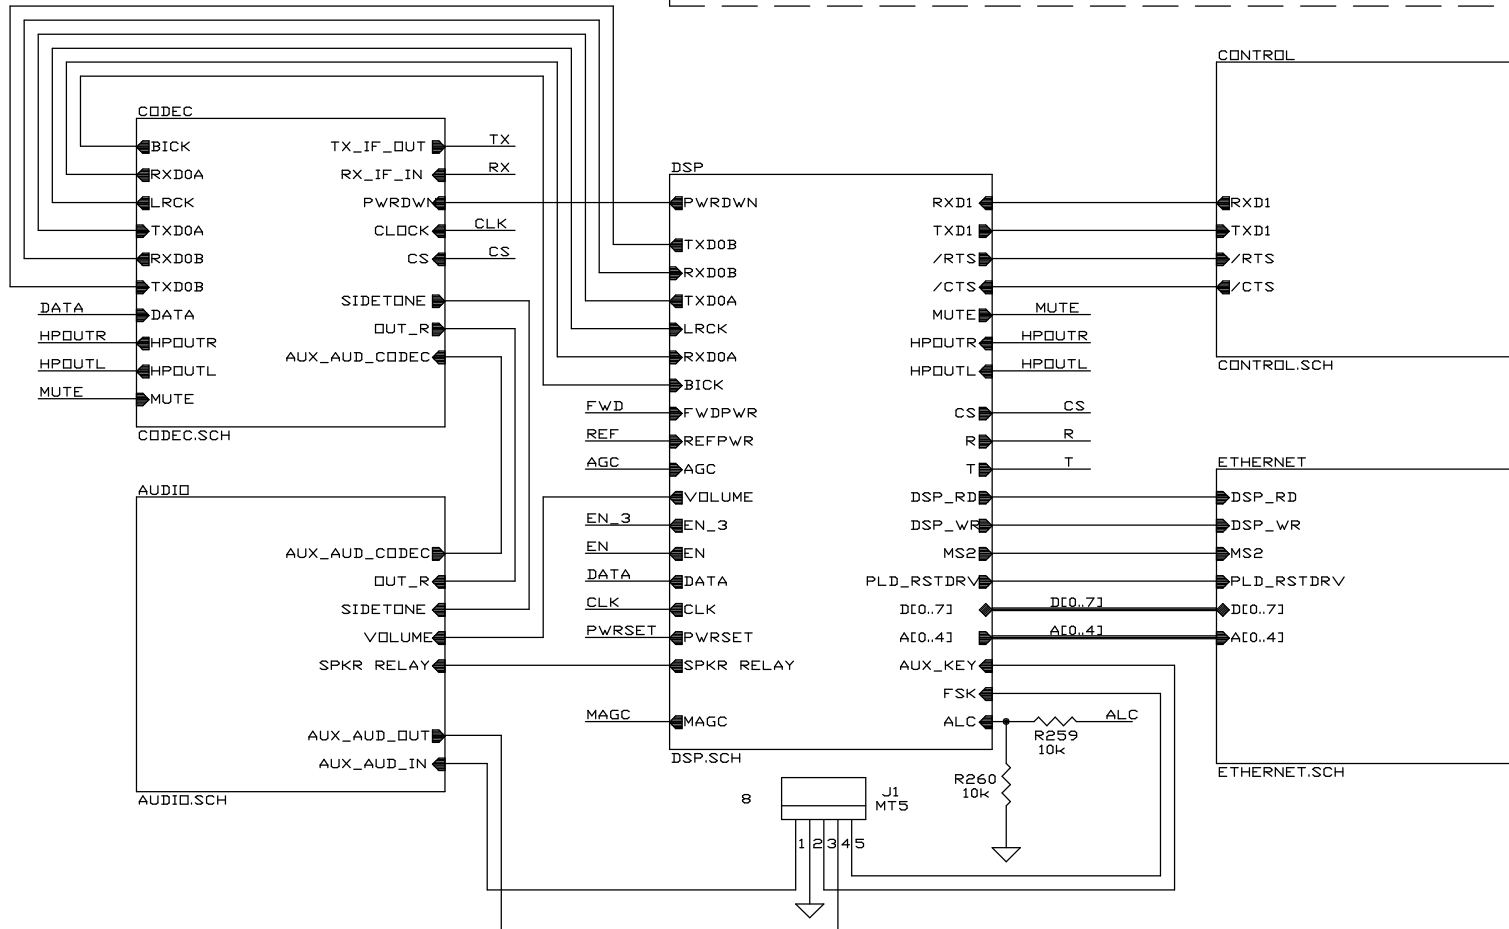 CODEC
BICK
RXD0A
LRCK
TXD0A
RXD0B
TXD0B
DATA DATA
HPOUTR HPOUTR
HPOUTL HPOUTL
MUTE MUTE
TX_IF_OUT TX
RX_IF_IN RX
PWRDWN
CLOCK CLK
CS CS
SIDETONE
OUT_R
AUX_AUD_CODEC
CODEC.SCH
AUDIO
AUX_AUD_CODEC
OUT_R
SIDETONE
VOLUME
SPKR RELAY
AUX_AUD_OUT
AUX_AUD_IN
AUDIO.SCH
DSP
PWRDWN
TXD0B
RXD0B
TXD0A
LRCK
RXD0A
BICK
FWD FWDPWR
REF REFPWR
AGC AGC
VOLUME
EN_3 EN_3
EN EN
DATA DATA
CLK CLK
PWRSET PWRSET
SPKR RELAY
MAGC MAGC
RXD1
TXD1
/RTS
/CTS
MUTE MUTE
HPOUTR HPOUTR
HPOUTL HPOUTL
CS CS
R R
T T
DSP_RD
DSP_WR
MS2
PLD_RSTDRV
D[0..7] D[0..7]
A[0..4] A[0..4]
AUX_KEY
FSK
ALC ALC
R259
10k
R260
10k
DSP.SCH
8
J1
MT5
1 2 3 4 5
CONTROL
RXD1
TXD1
/RTS
/CTS
CONTROL.SCH
ETHERNET
DSP_RD
DSP_WR
MS2
PLD_RSTDRV
D[0..7]
A[0..4]
ETHERNET.SCH